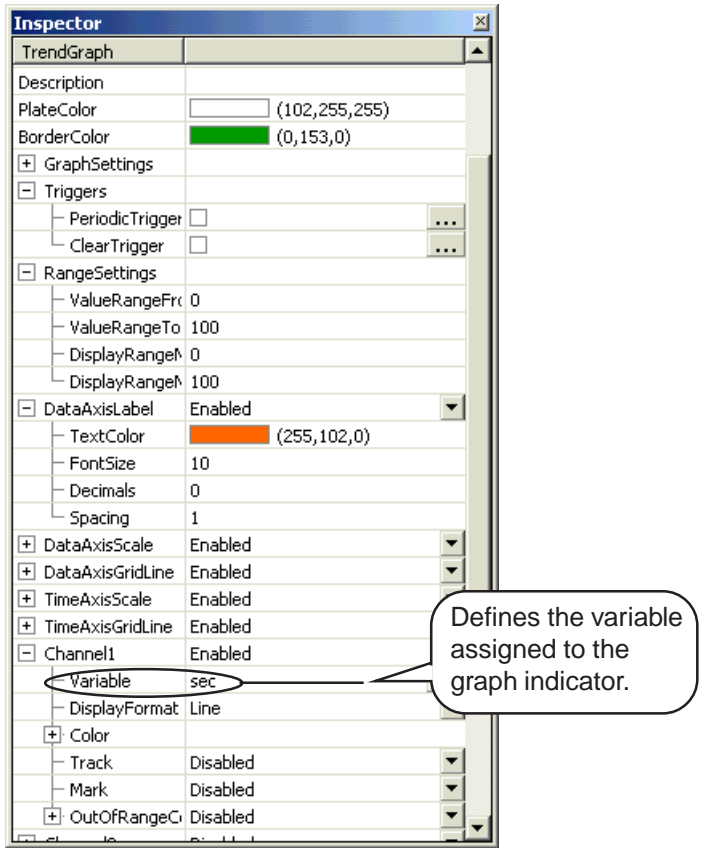 Inspector
TrendGraph
Description
PlateColor (102,255,255)
BorderColor (0,153,0)
GraphSettings
Triggers
PeriodicTrigger ...
ClearTrigger ...
RangeSettings
ValueRangeFr 0
ValueRangeTo 100
DisplayRange 0
DisplayRange 100
DataAxisLabel Enabled
TextColor (255,102,0)
FontSize 10
Decimals 0
Spacing 1
DataAxisScale Enabled
DataAxisGridLine Enabled
TimeAxisScale Enabled
TimeAxisGridLine Enabled
Channel1 Enabled
Variable sec
DisplayFormat Line
Color
Track Disabled
Mark Disabled
OutOfRangeC Disabled
Defines the variable
assigned to the
graph indicator.